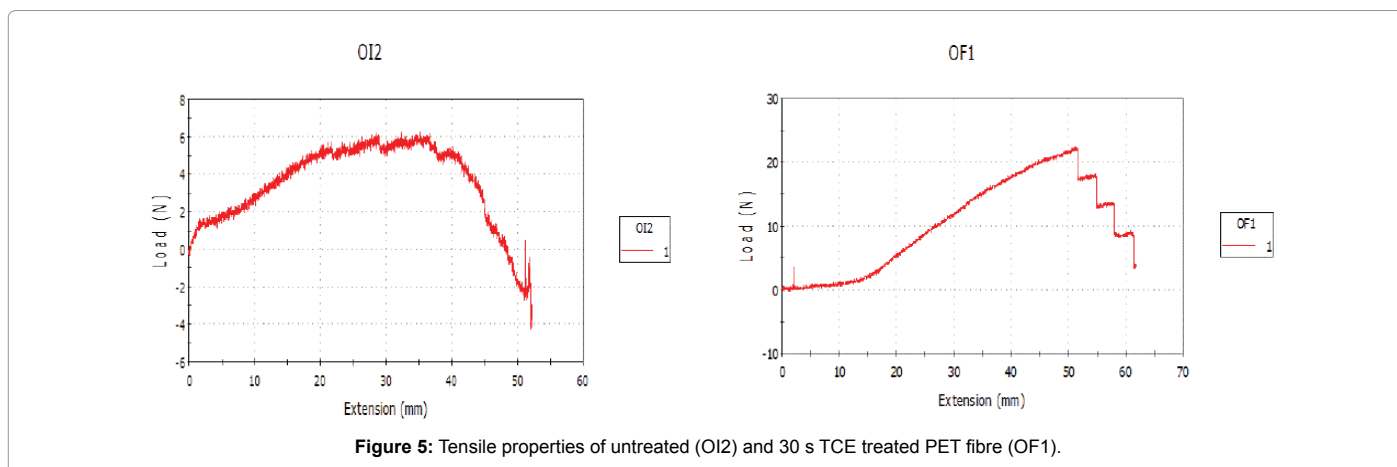 OI2
8
6
4
2
0
-2
-4
-6
0 10 20 30 40 50 60
Load (N)
Extension (mm)
OI2
1
OF1
30
20
10
0
-10
0 10 20 30 40 50 60 70
Load (N)
Extension (mm)
OF1
1
Figure 5: Tensile properties of untreated (OI2) and 30 s TCE treated PET fibre (OF1).